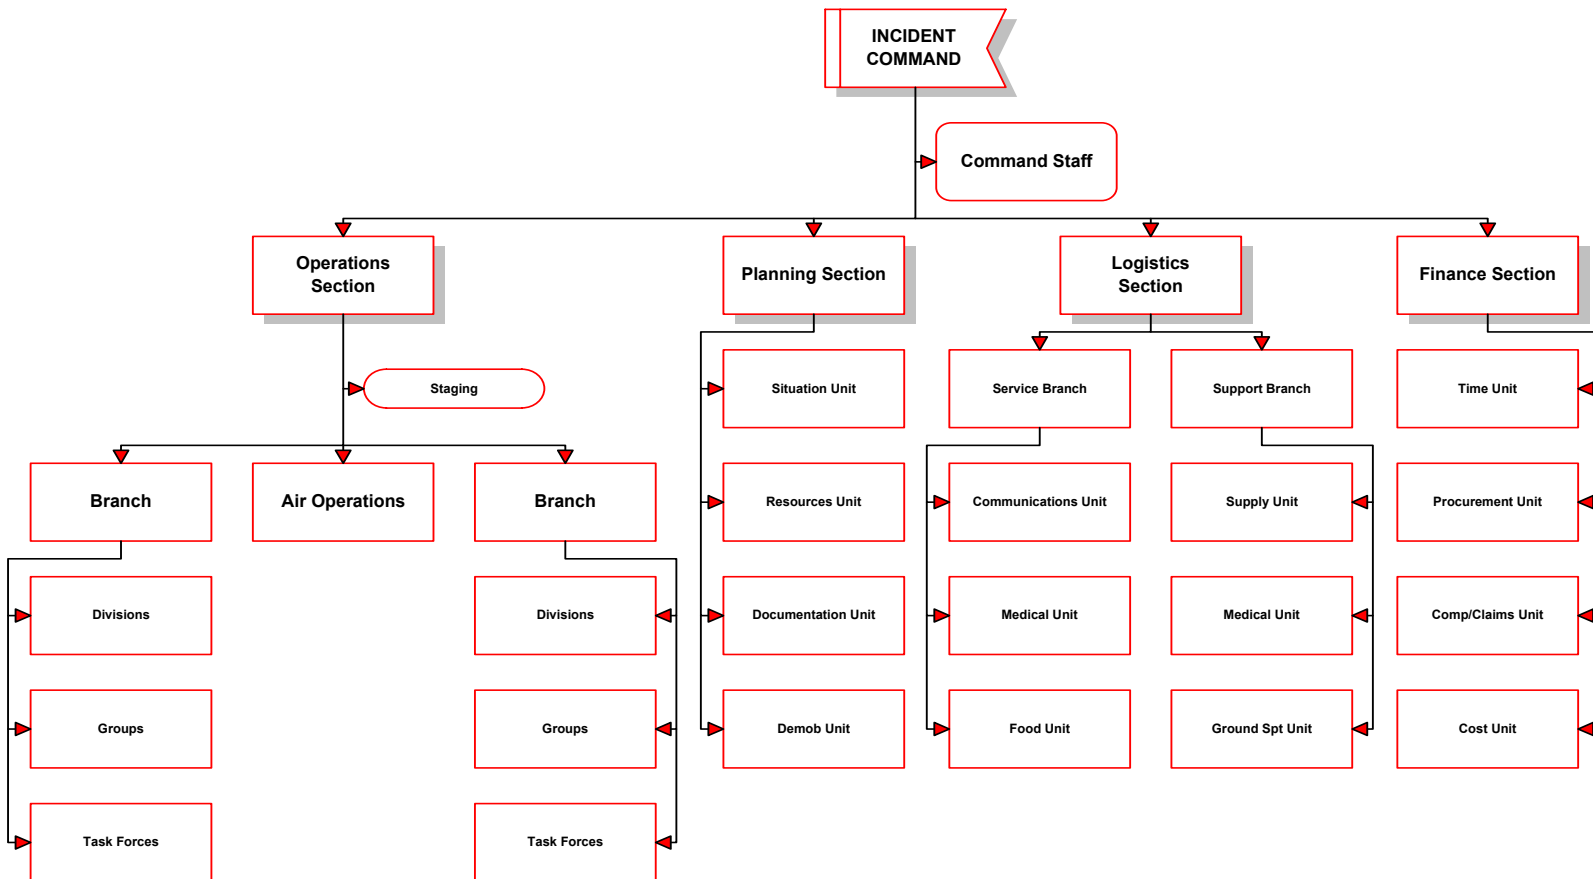 INCIDENT
COMMAND
Command Staff
Operations
Section
Planning Section
Logistics
Section
Finance Section
Staging
Situation Unit
Service Branch
Support Branch
Time Unit
Branch
Air Operations
Branch
Resources Unit
Communications Unit
Supply Unit
Procurement Unit
Divisions
Divisions
Documentation Unit
Medical Unit
Medical Unit
Comp/Claims Unit
Groups
Groups
Demob Unit
Food Unit
Ground Spt Unit
Cost Unit
Task Forces
Task Forces